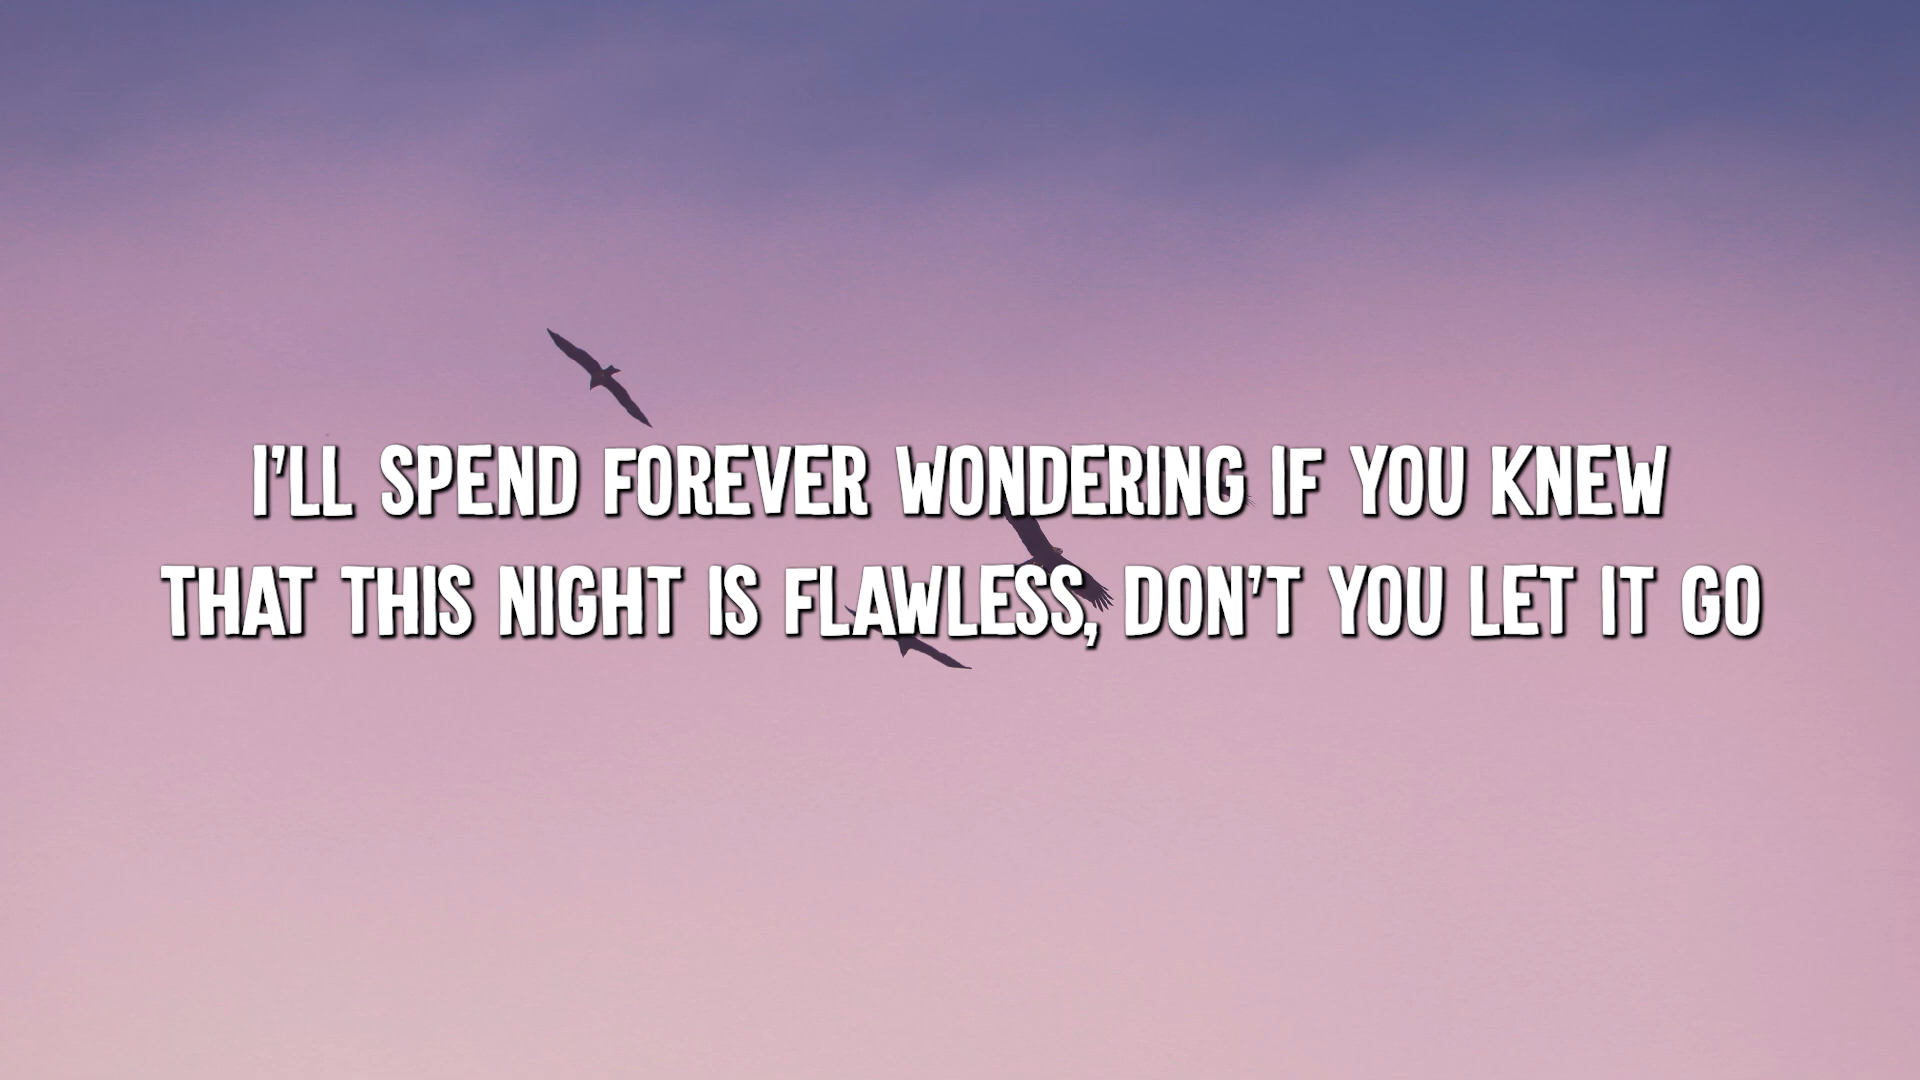 I'LL SPEND FOREVER WONDERING IF YOU KNEW
THAT THIS NIGHT IS FLAWLESS, DON'T YOU LET IT GO